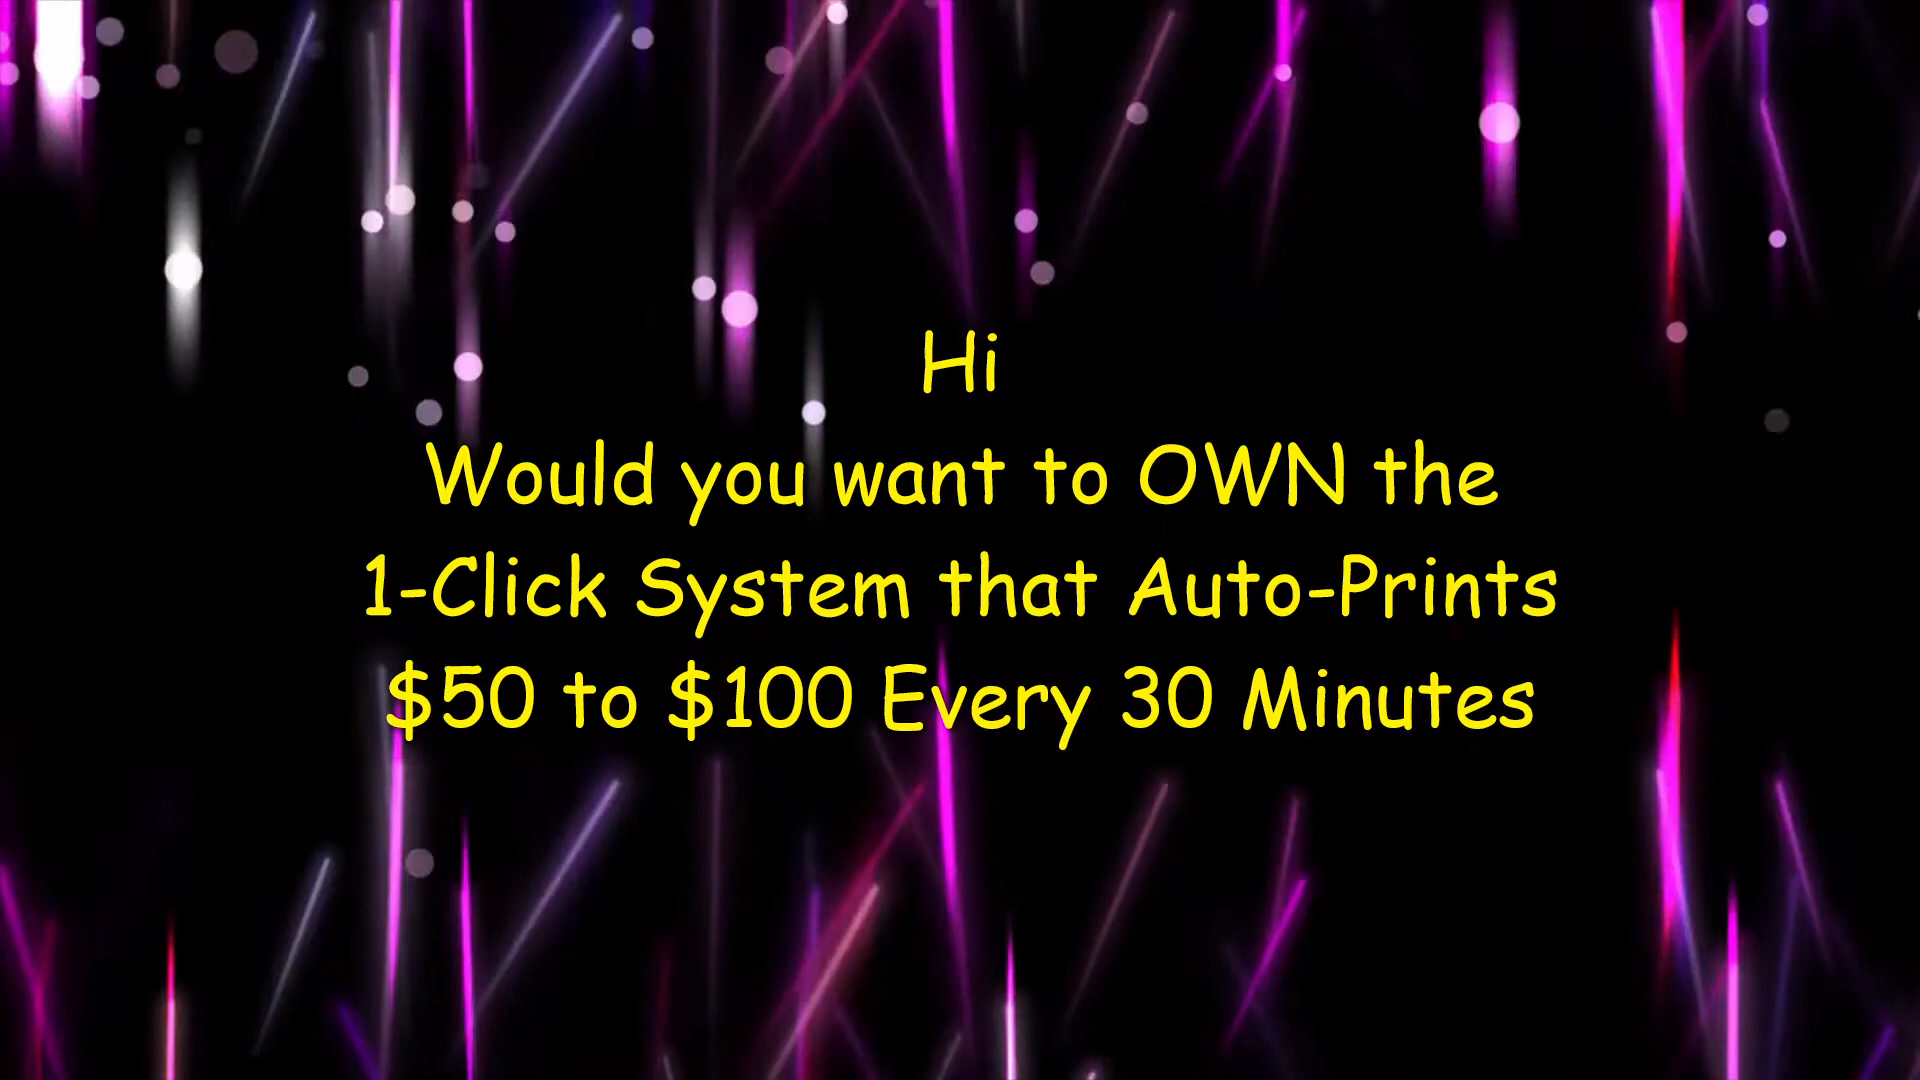 Hi
Would you want to OWN the
1-Click System that Auto-Prints
$50 to $100 Every 30 Minutes